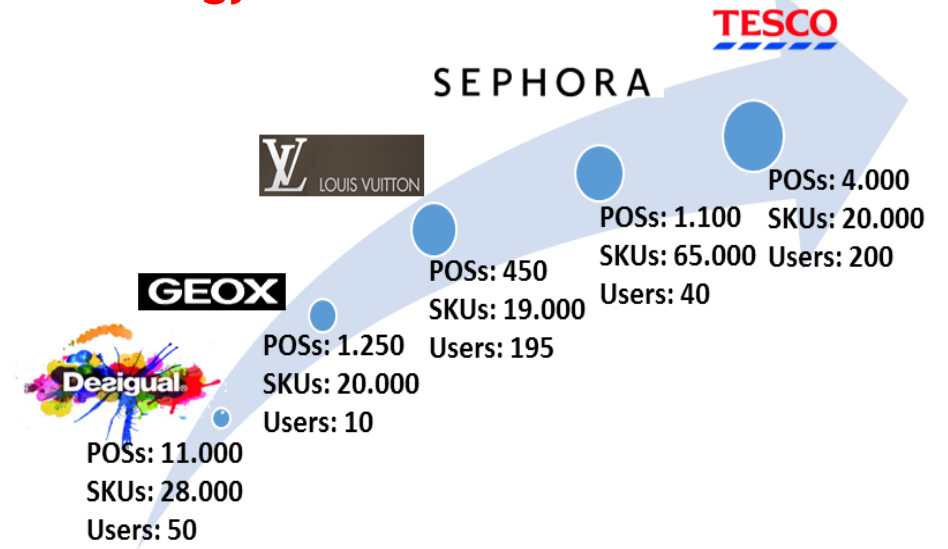 TESCO
SEPHORA
LV
LOUIS VUITTON
POSs: 4.000
SKUs: 20.000
Users: 200
POSs: 1.100
SKUs: 65.000
Users: 40
POSs: 450
SKUs: 19.000
Users: 195
GEOX
POSs: 1.250
SKUs: 20.000
Users: 10
Desigual.
POSs: 11.000
SKUs: 28.000
Users: 50